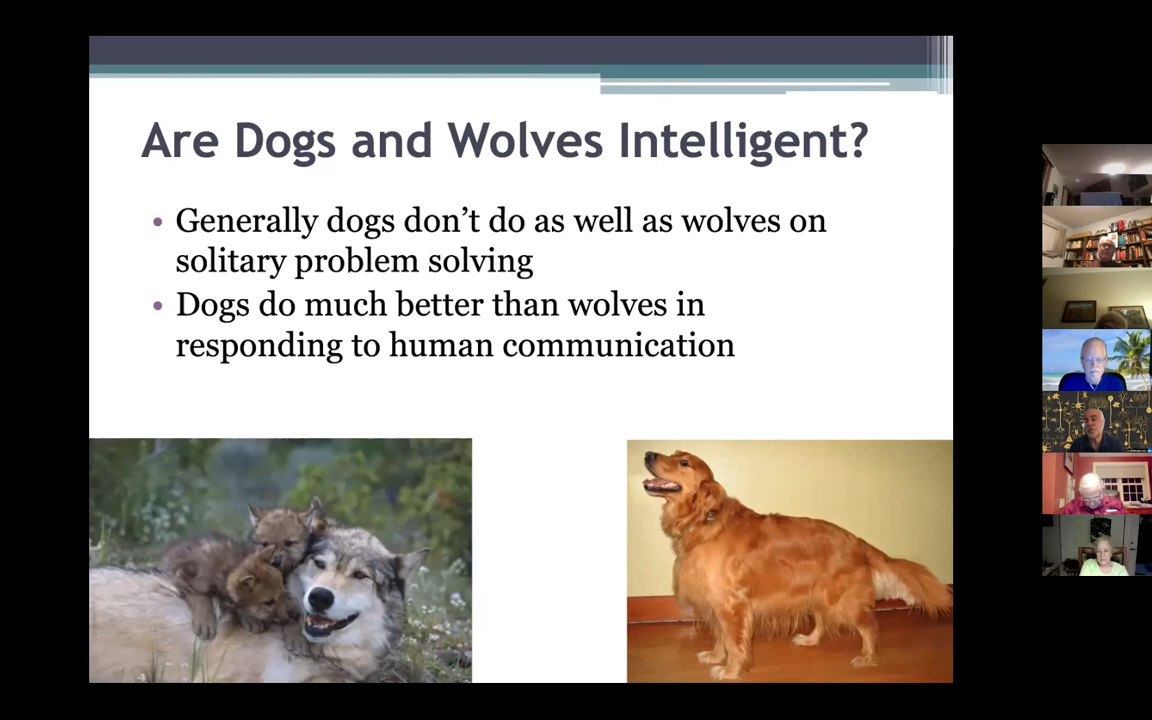 Are Dogs and Wolves Intelligent?
• Generally dogs don’t do as well as wolves on
solitary problem solving
• Dogs do much better than wolves in
responding to human communication